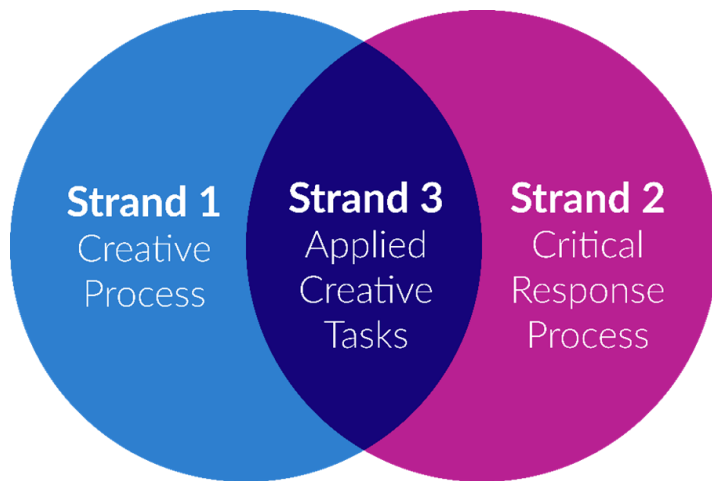 Strand 1
Creative
Process
Strand 3
Applied
Creative
Tasks
Strand 2
Critical
Response
Process